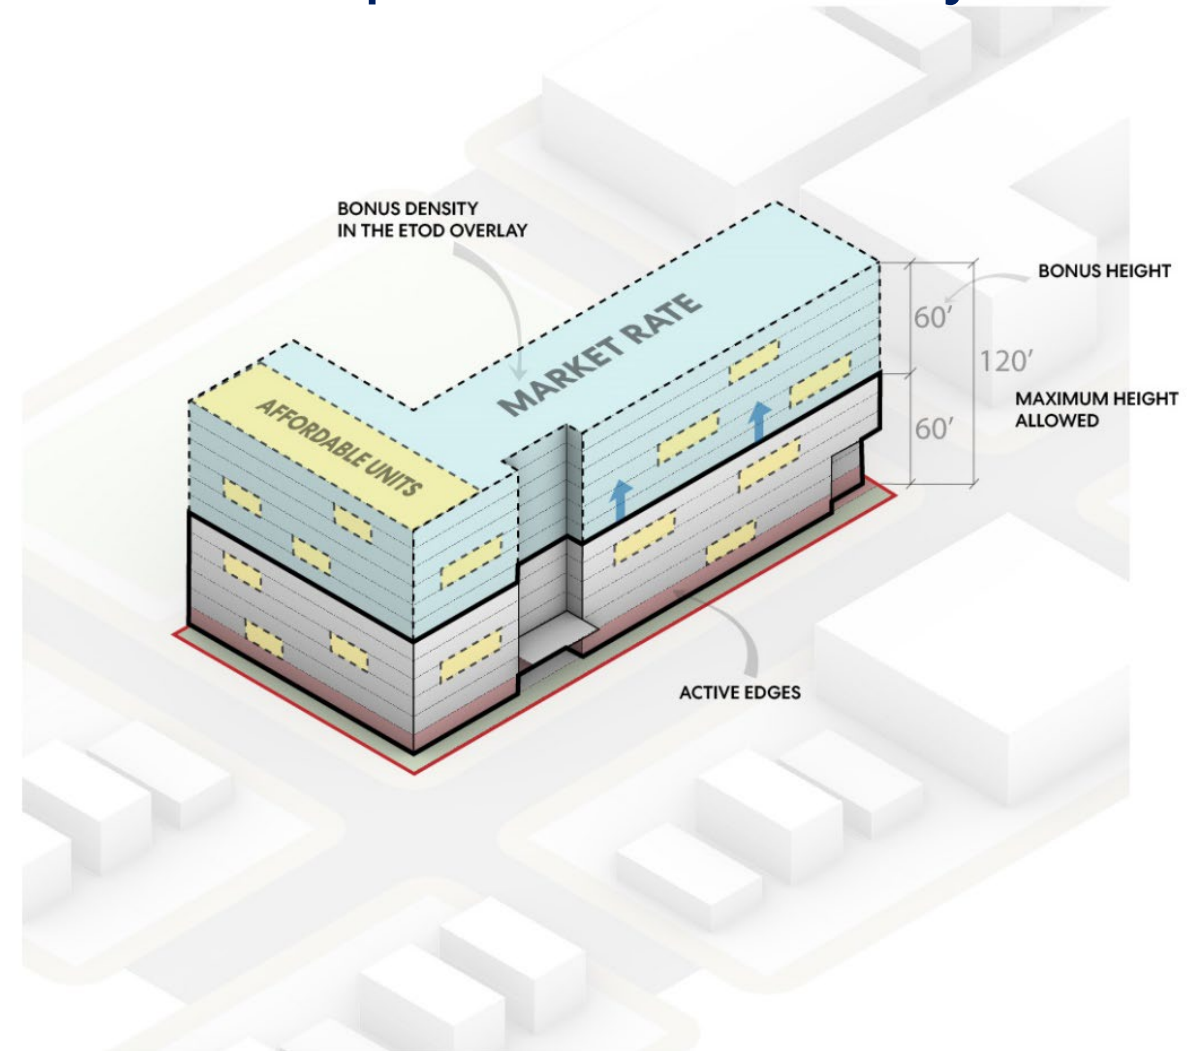 BONUS DENSITY
IN THE ETOD OVERLAY
BONUS HEIGHT
60’
MARKET RATE
120’
AFFORDABLE UNITS
MAXIMUM HEIGHT
ALLOWED
60’
ACTIVE EDGES